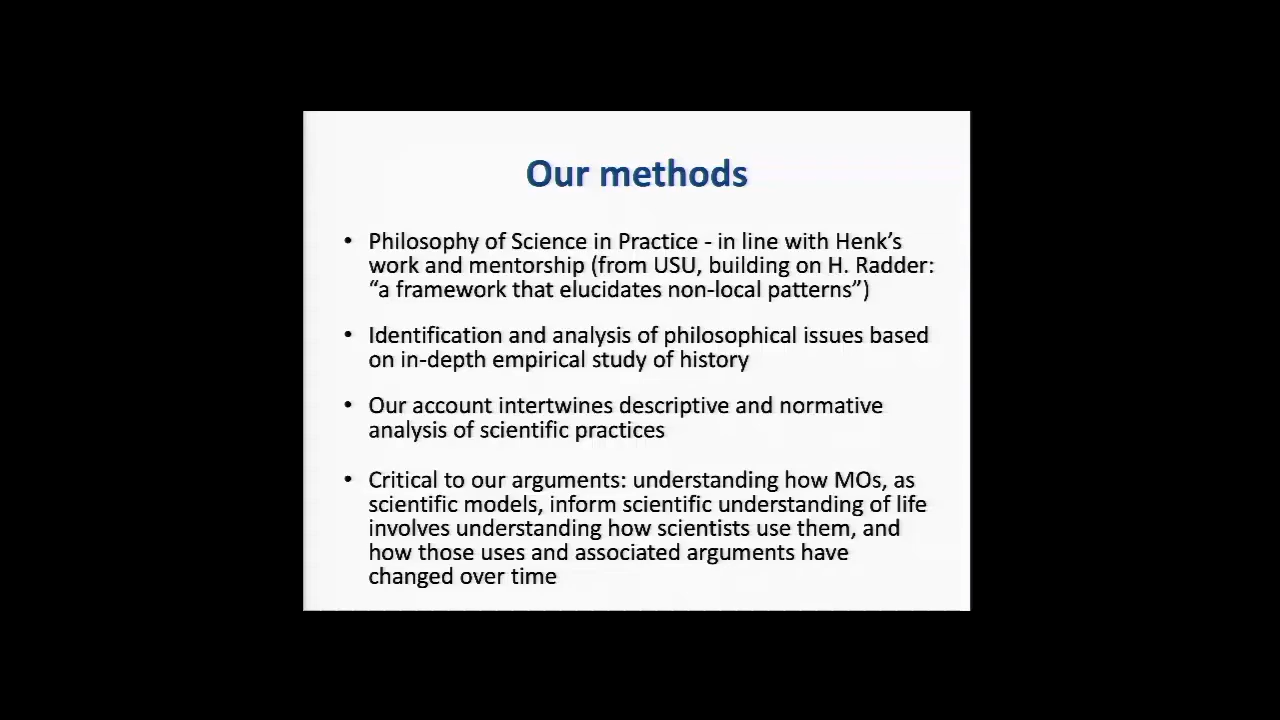 Our methods
• Philosophy of Science in Practice - in line with Henk's
work and mentorship (from USU, building on H. Radder:
“a framework that elucidates non-local patterns”)
• Identification and analysis of philosophical issues based
on in-depth empirical study of history
• Our account intertwines descriptive and normative
analysis of scientific practices
• Critical to our arguments: understanding how MOs, as
scientific models, inform scientific understanding of life
involves understanding how scientists use them, and
how those uses and associated arguments have
changed over time